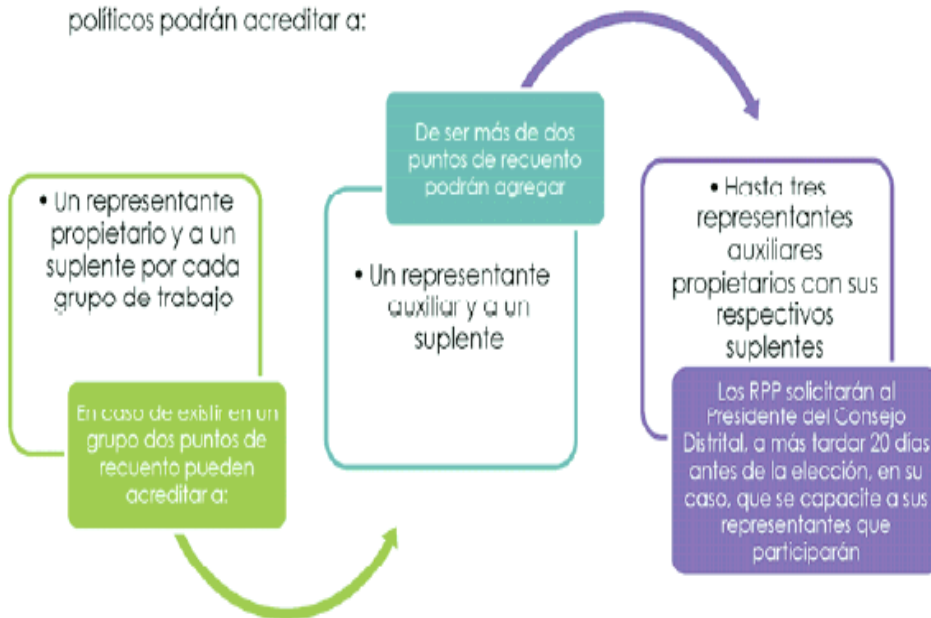 políticos podrán acreditar a:
• Un representante
propietario y a un
suplente por cada
grupo de trabajo
En caso de existir en un
grupo dos puntos de
recuento pueden
acreditar a:
De ser más de dos
puntos de recuento
podrán agregar
• Un representante
auxiliar y a un
suplente
• Hasta tres
representantes
auxiliares
propietarios con sus
respectivos
suplentes
Los RPP solicitarán al
Presidente del Consejo
Distrital, a más tardar 20 días
antes de la elección, en su
caso, que se capacite a sus
representantes que
participarán